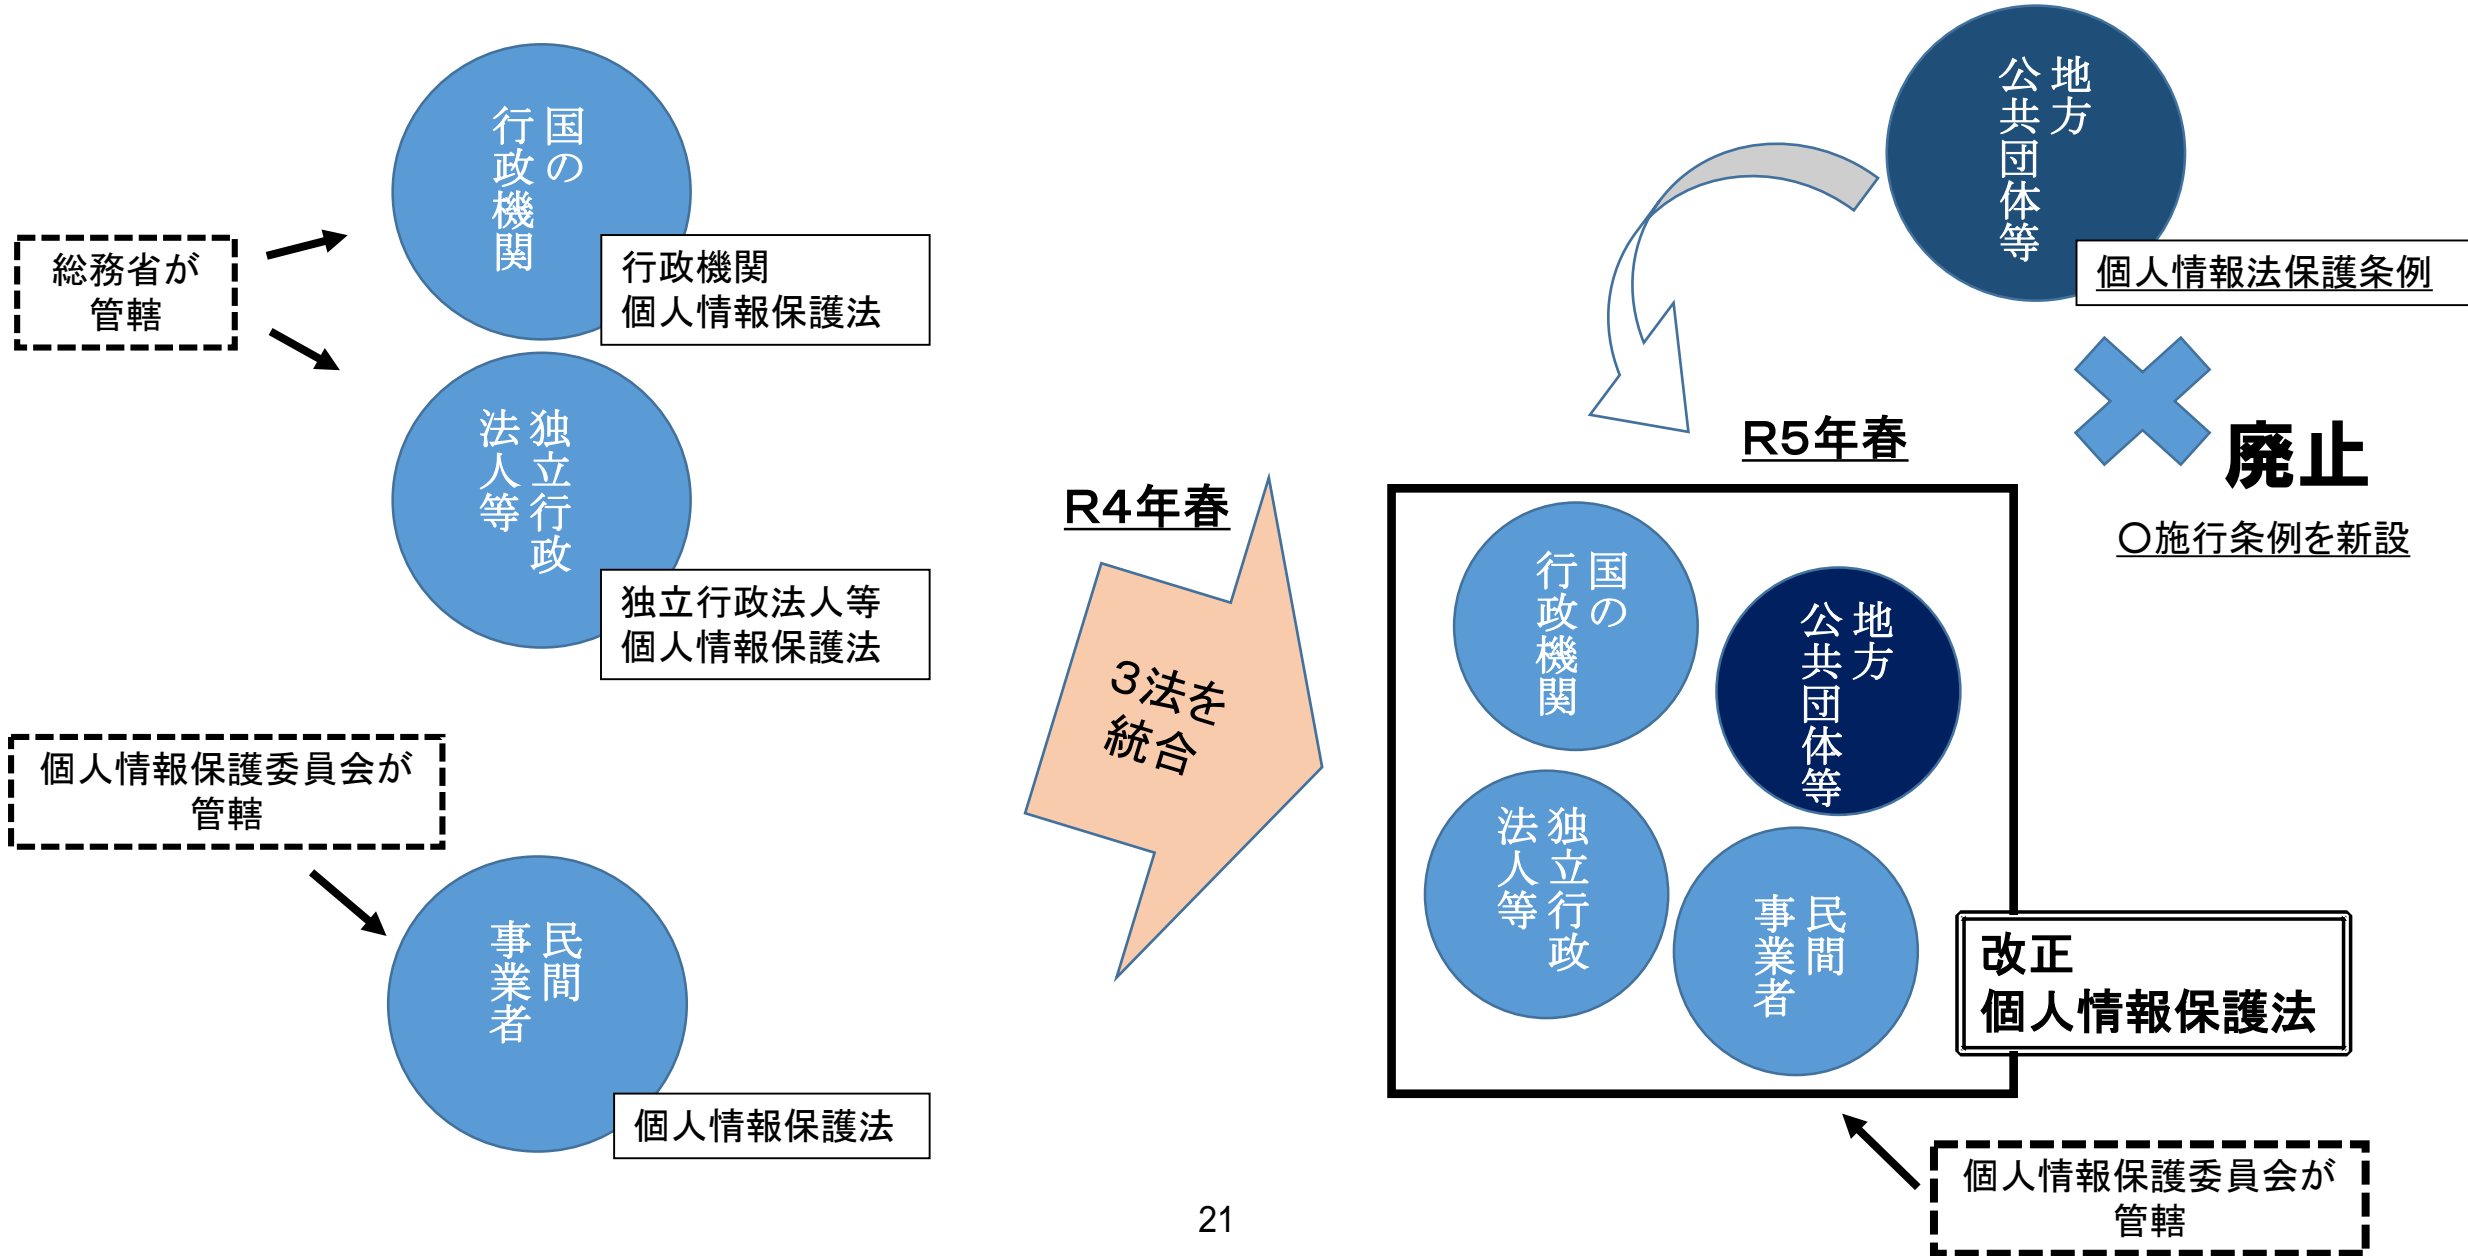 国の
行政機関
総務省が
管轄
行政機関
個人情報保護法
独立行政
法人等
独立行政法人等
個人情報保護法
個人情報保護委員会が
管轄
民間
事業者
個人情報保護法
R4年春
3法を
統合
地方
公共団体等
個人情報法保護条例
廃止
〇施行条例を新設
R5年春
国の
行政機関
地方
公共団体等
独立行政
法人等
民間
事業者
改正
個人情報保護法
個人情報保護委員会が
管轄
21